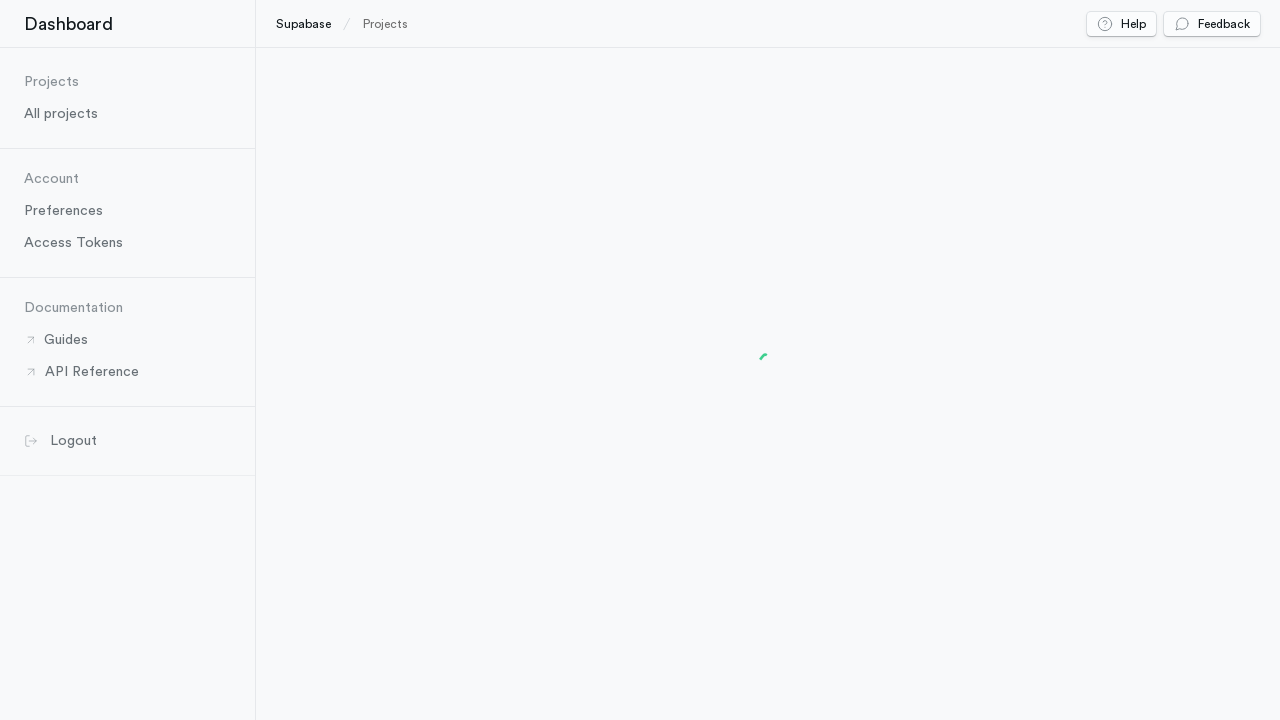 Dashboard
Supabase / Projects
Help
Feedback
Projects
All projects
Account
Preferences
Access Tokens
Documentation
Guides
API Reference
Logout